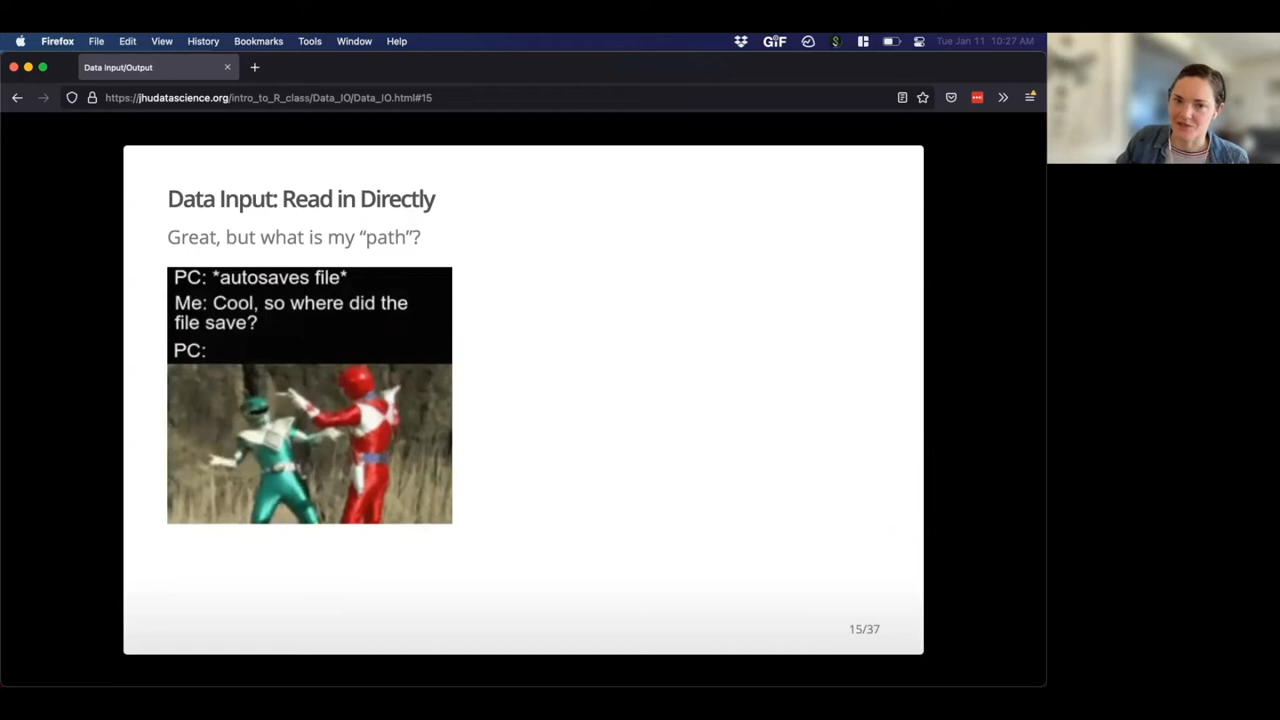 Firefox File Edit View History Bookmarks Tools Window Help GIF Tue Jan 11 10:27 AM
Data Input/Output
https://jhudatascience.org/intro_to_R_class/Data_IO/Data_IO.html#15
Data Input: Read in Directly
Great, but what is my “path”?
PC: *autosaves file*
Me: Cool, so where did the
file save?
PC:
15/37